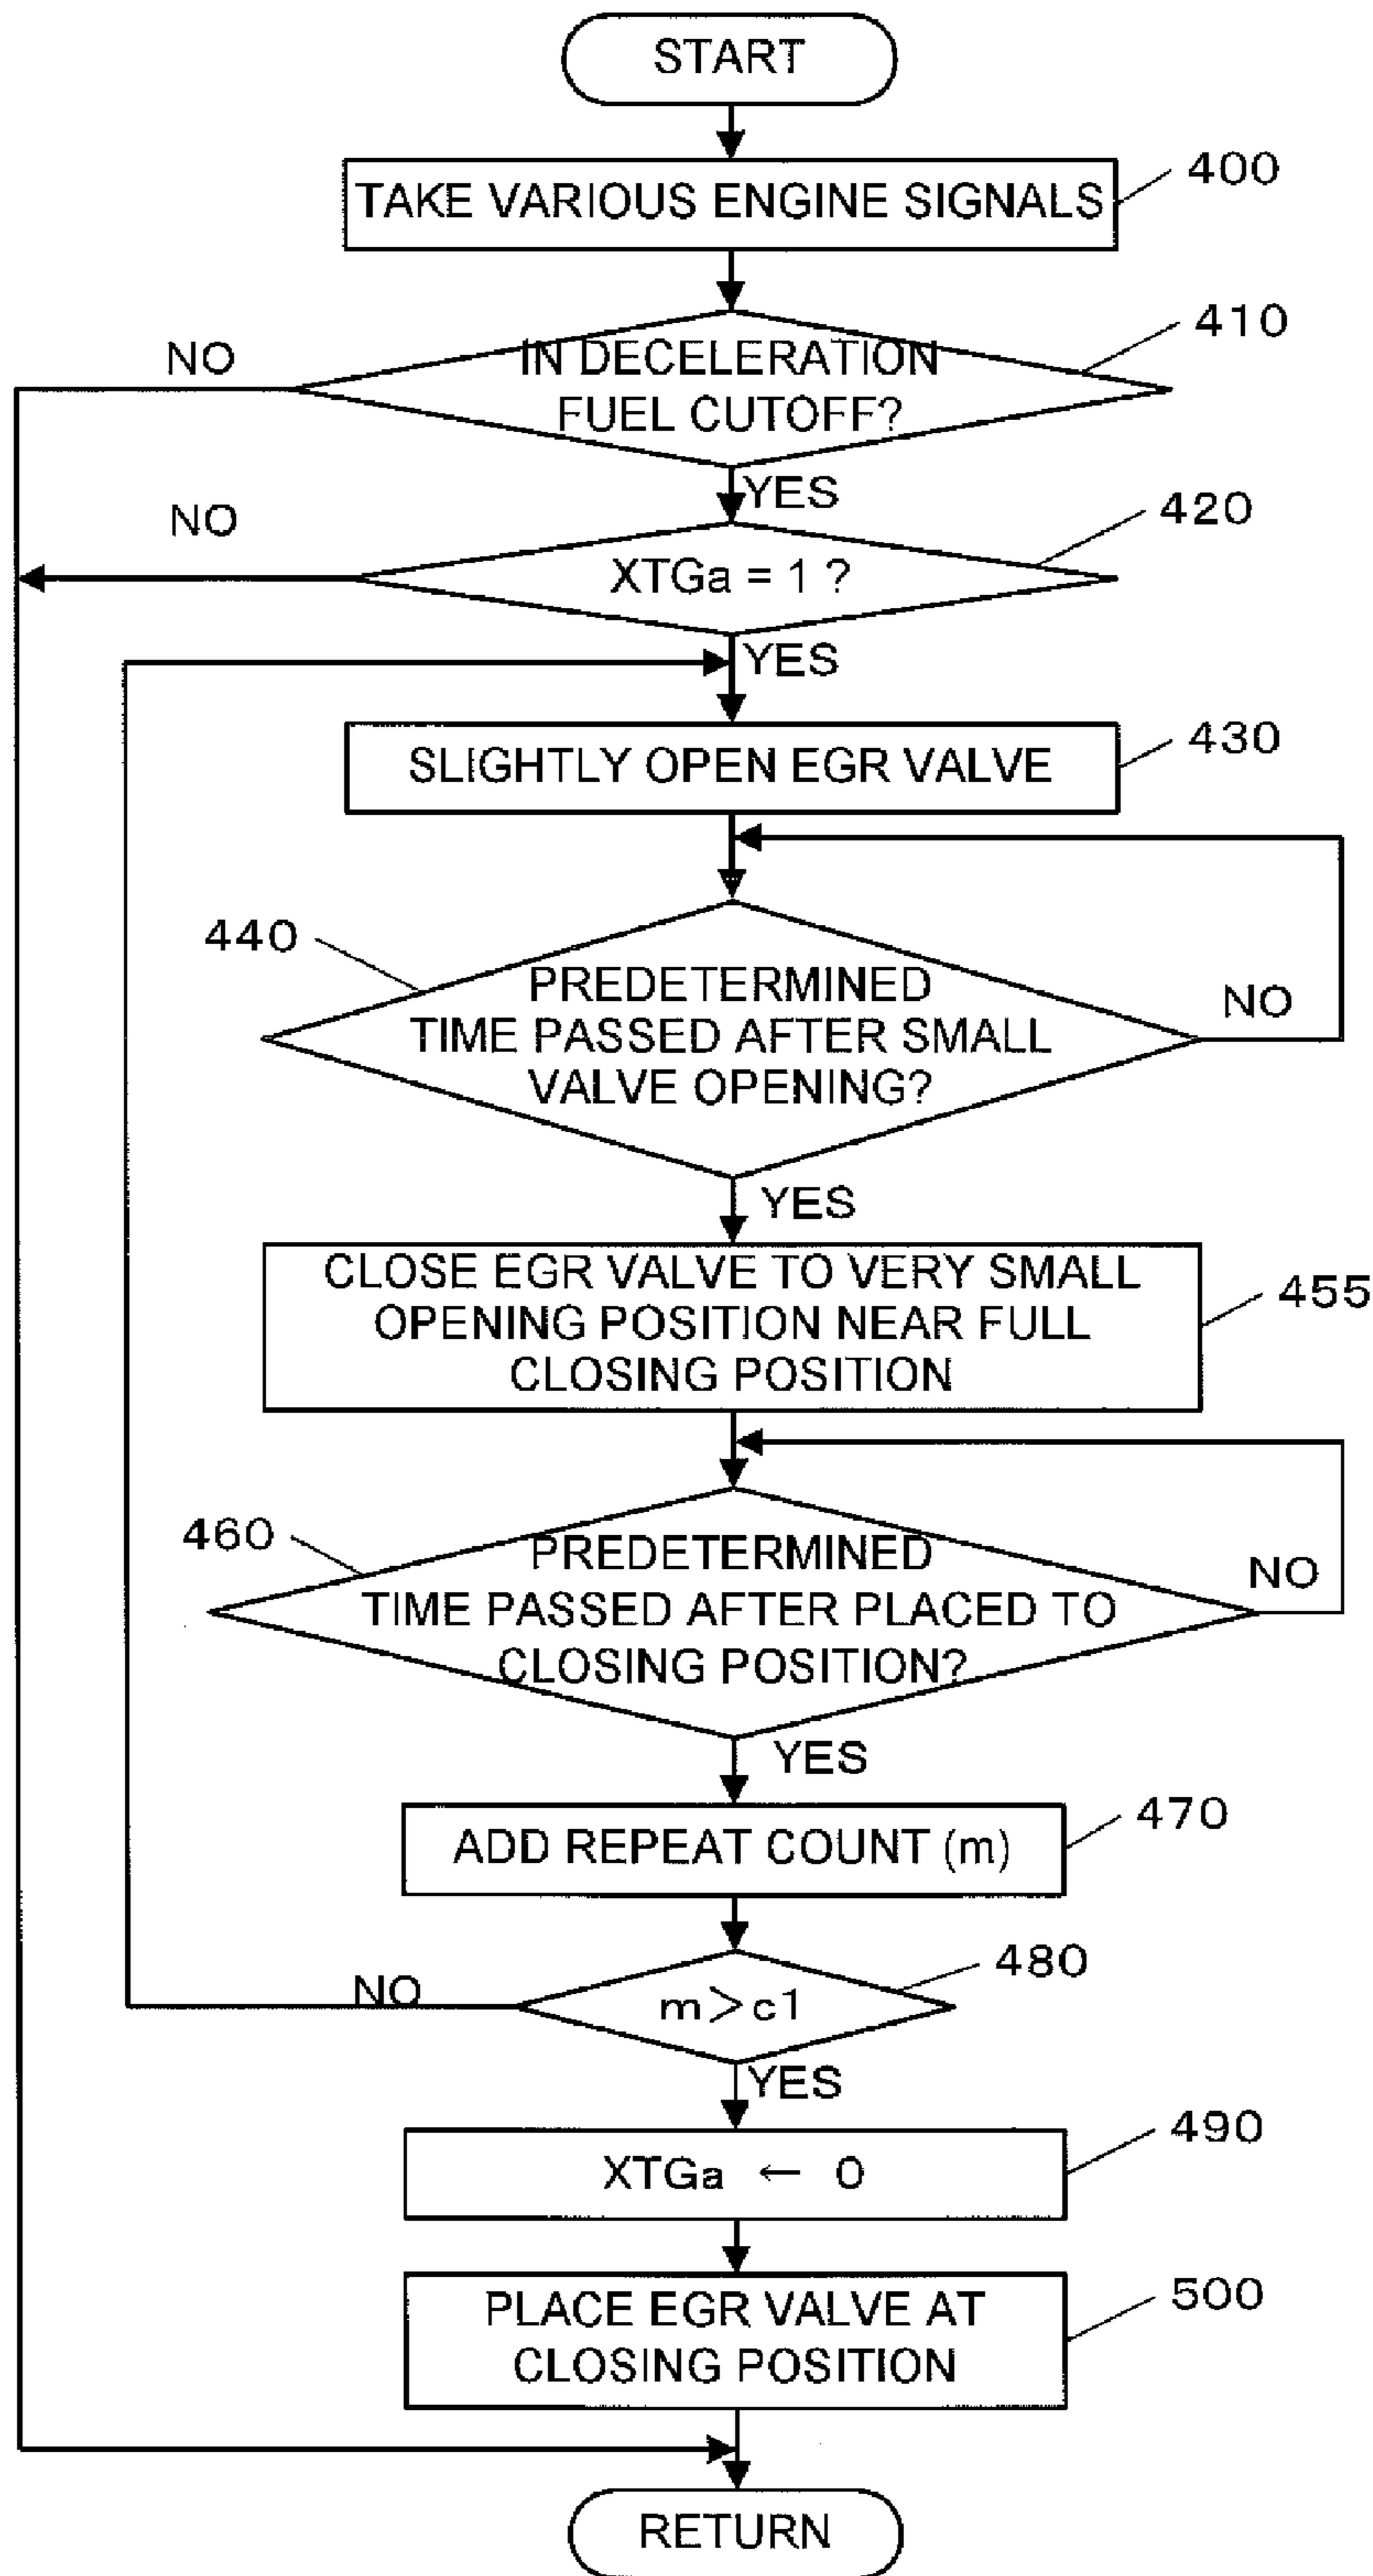 START
TAKE VARIOUS ENGINE SIGNALS
400
IN DECELERATION
FUEL CUTOFF?
410
NO
YES
XTGa = 1 ?
420
NO
YES
SLIGHTLY OPEN EGR VALVE
430
440
PREDETERMINED
TIME PASSED AFTER SMALL
VALVE OPENING?
NO
YES
CLOSE EGR VALVE TO VERY SMALL
OPENING POSITION NEAR FULL
CLOSING POSITION
455
460
PREDETERMINED
TIME PASSED AFTER PLACED TO
CLOSING POSITION?
NO
YES
ADD REPEAT COUNT (m)
470
m>c1
480
NO
YES
XTGa ← 0
490
PLACE EGR VALVE AT
CLOSING POSITION
500
RETURN